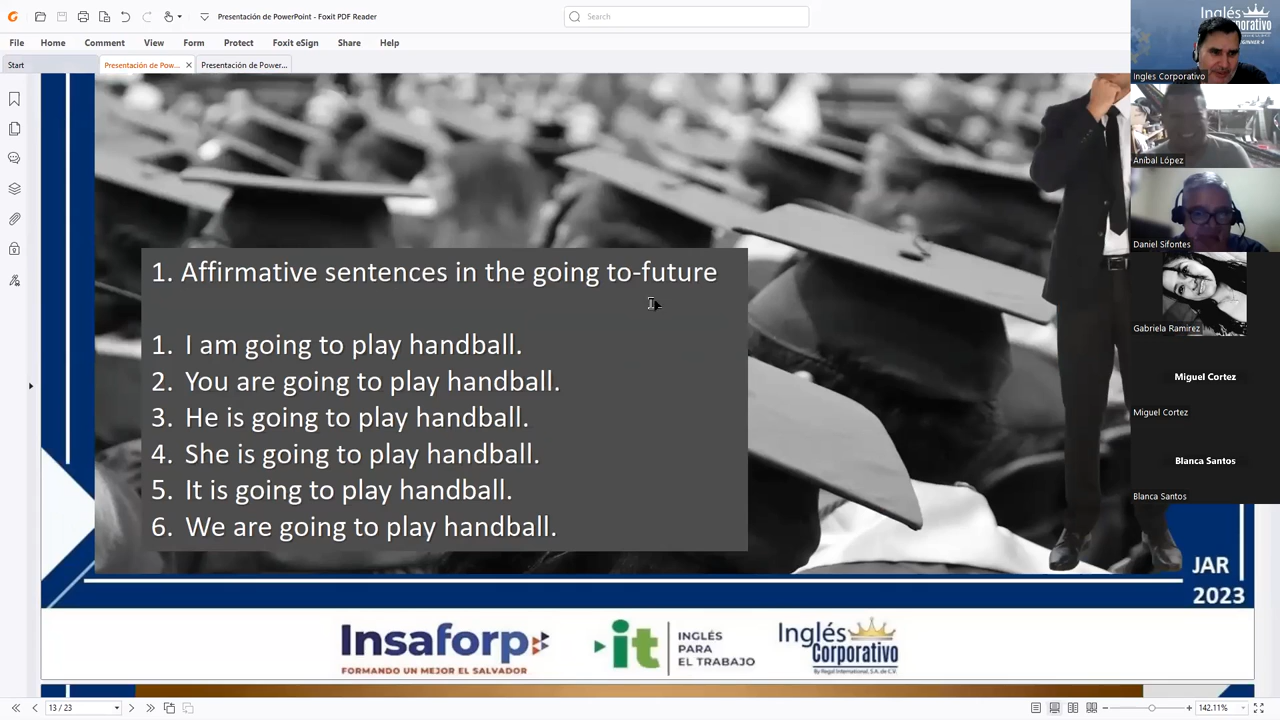 Presentación de PowerPoint - Foxit PDF Reader
Search
File Home Comment View Form Protect Foxit eSign Share Help
Start
Presentación de Pow...
Presentación de Power...
1. Affirmative sentences in the going to-future
1. I am going to play handball.
2. You are going to play handball.
3. He is going to play handball.
4. She is going to play handball.
5. It is going to play handball.
6. We are going to play handball.
JAR
2023
Insaforp
FORMANDO UN MEJOR EL SALVADOR
it
INGLÉS
PARA
EL TRABAJO
Inglés
Corporativo
By Regal International, S.A. de C.V.
13 / 23
142.11%
Inglés
Corporativo
Ingles Corporativo
Aníbal López
Daniel Sifontes
Gabriela Ramirez
Miguel Cortez
Miguel Cortez
Blanca Santos
Blanca Santos